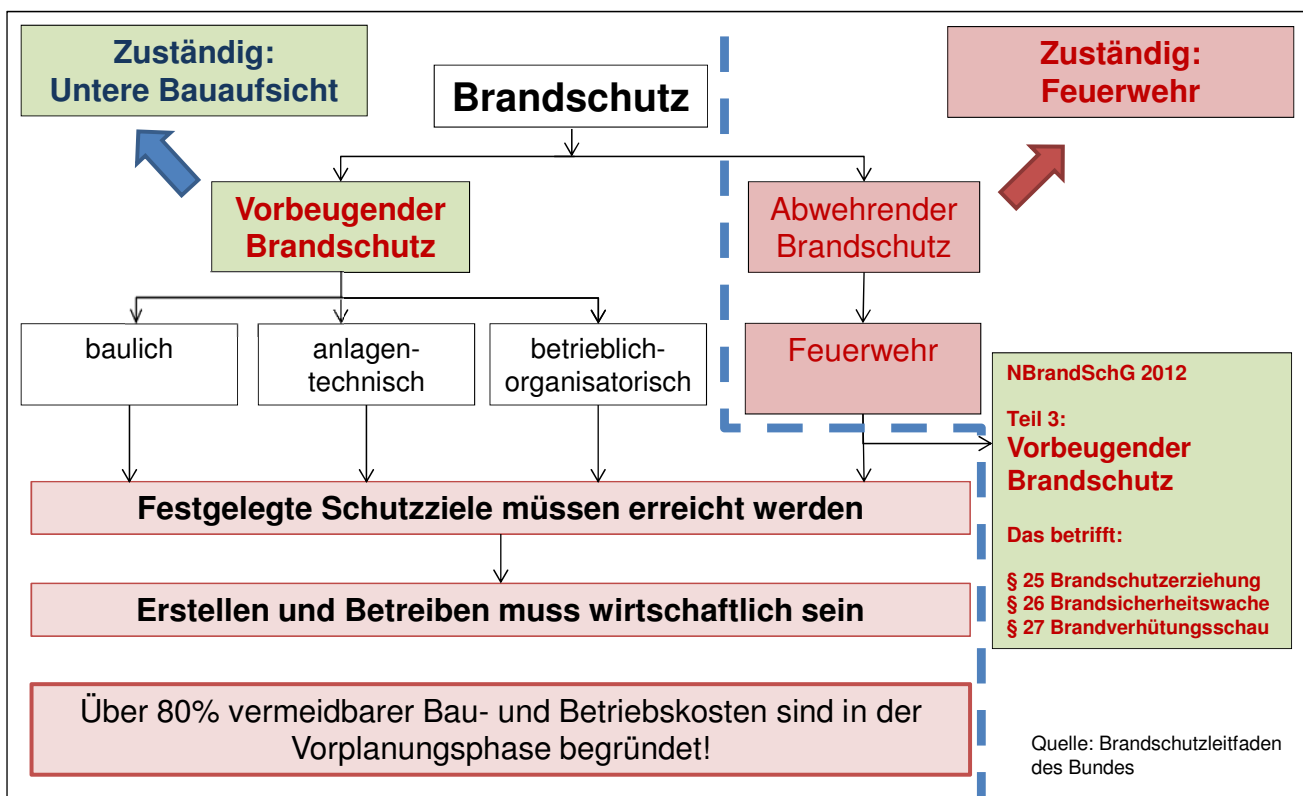 Zuständig:
Untere Bauaufsicht
Brandschutz
Zuständig:
Feuerwehr
Vorbeugender
Brandschutz
Abwehrender
Brandschutz
baulich
anlagen-
technisch
betrieblich-
organisatorisch
Feuerwehr
NBrandSchG 2012
Teil 3:
Vorbeugender
Brandschutz
Das betrifft:
§ 25 Brandschutzerziehung
§ 26 Brandsicherheitswache
§ 27 Brandverhütungsschau
Festgelegte Schutzziele müssen erreicht werden
Erstellen und Betreiben muss wirtschaftlich sein
Über 80% vermeidbarer Bau- und Betriebskosten sind in der
Vorplanungsphase begründet!
Quelle: Brandschutzleitfaden
des Bundes